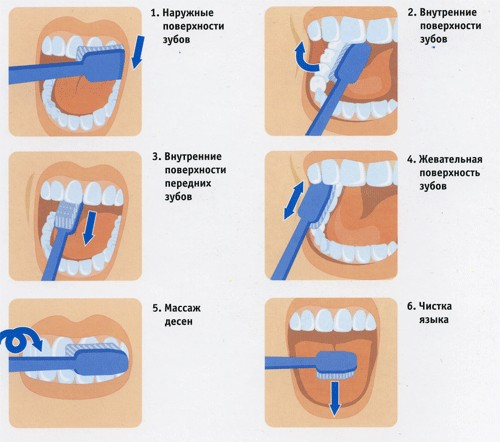 1. Наружные
поверхности
зубов
2. Внутренние
поверхности
зубов
3. Внутренние
поверхности
передних
зубов
4. Жевательная
поверхность
зубов
5. Массаж
десен
6. Чистка
языка